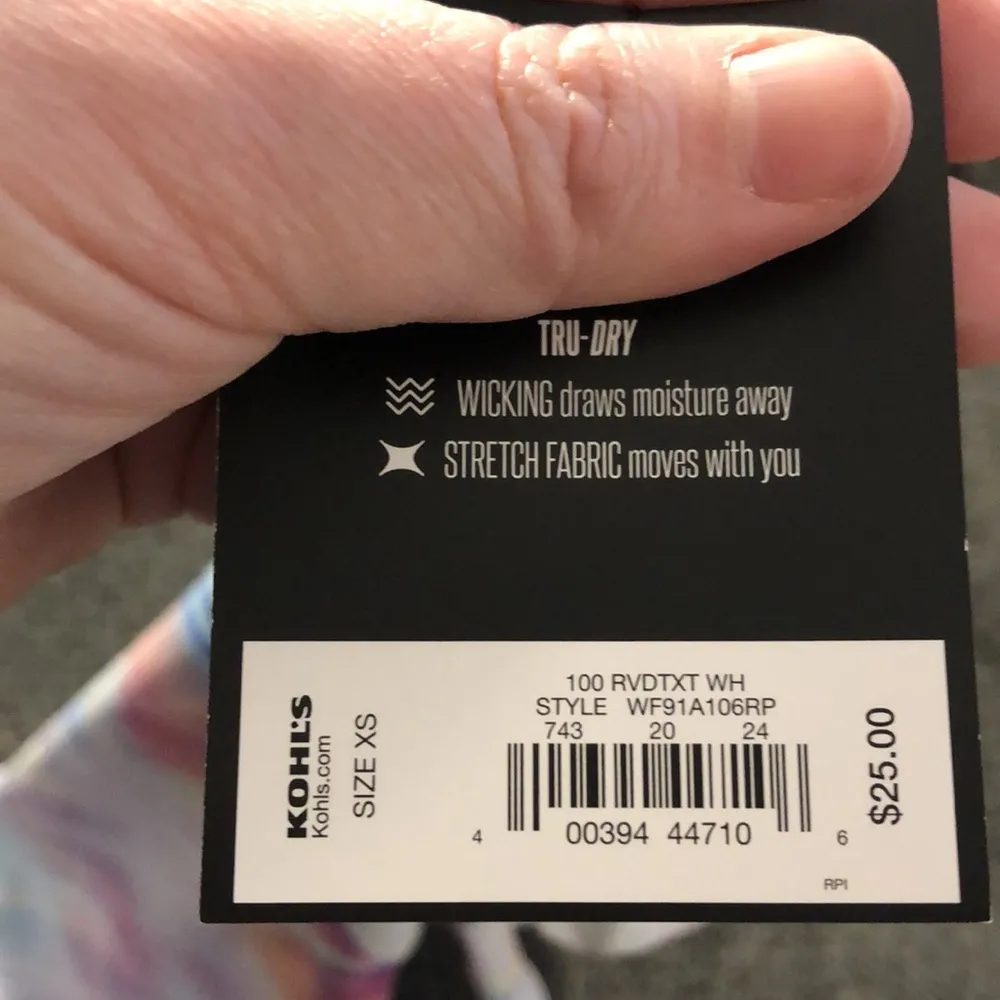 TRU-DRY
WICKING draws moisture away
STRETCH FABRIC moves with you
KOHL'S
Kohls.com
SIZE XS
100 RVDTXT WH
STYLE WF91A106RP
743 20 24
4 00394 44710 6
RPI
$25.00